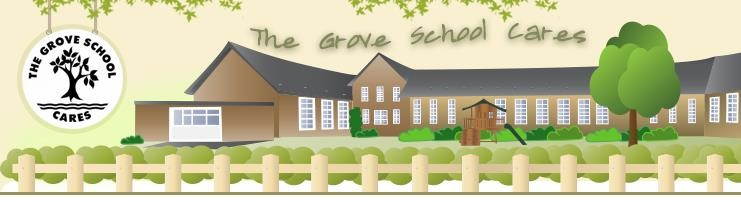 THE GROVE SCHOOL
CARES
The Grove School Cares